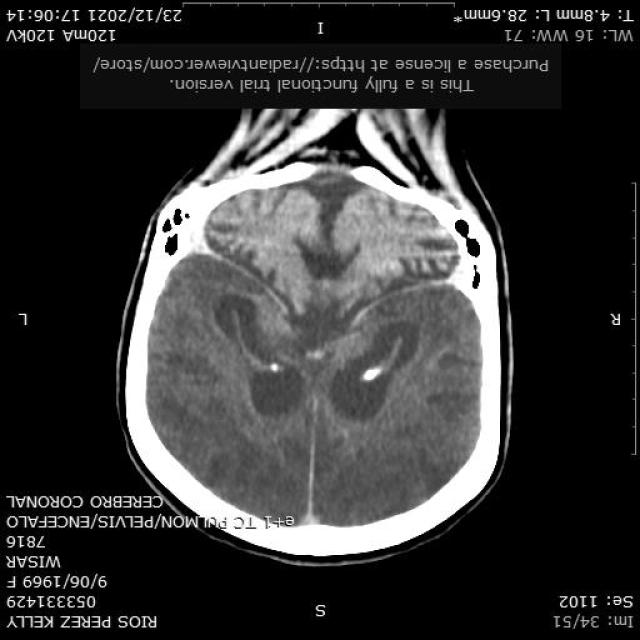 Im: 34/51
Se: 1102
RIOS PEREZ KELLY
053331429
9/06/1969 F
WISAR
7816
e+1 TC PULMON/PELVIS/ENCEFALO
CEREBRO CORONAL
S
R
L
This is a fully functional trial version.
Purchase a license at https://radiantviewer.com/store/
I
WL: 16 WW: 71
T: 4.8mm L: 28.6mm*
120mA 120kV
23/12/2021 17:06:14